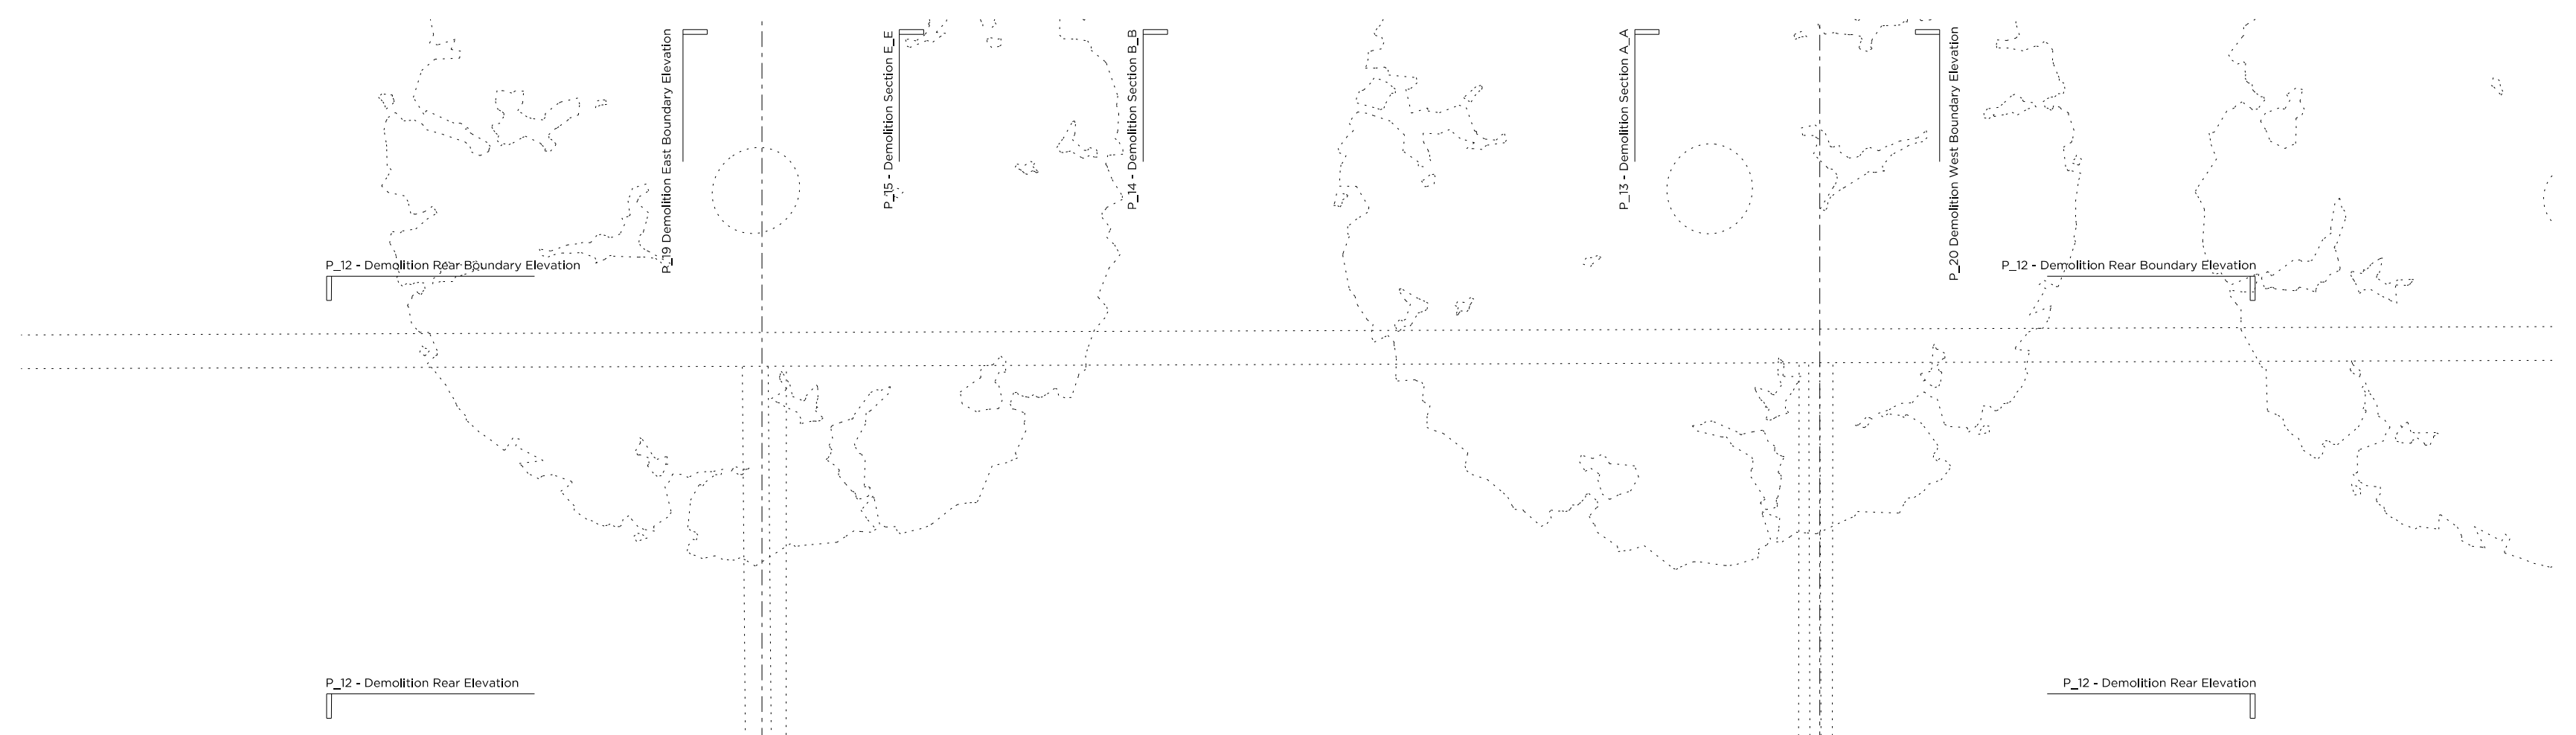 P_19 Demolition East Boundary Elevation
P_15 - Demolition Section E_E
P_14 - Demolition Section B_B
P_13 - Demolition Section A_A
P_20 Demolition West Boundary Elevation
P_12 - Demolition Rear Boundary Elevation
P_12 - Demolition Rear Boundary Elevation
P_12 - Demolition Rear Elevation
P_12 - Demolition Rear Elevation